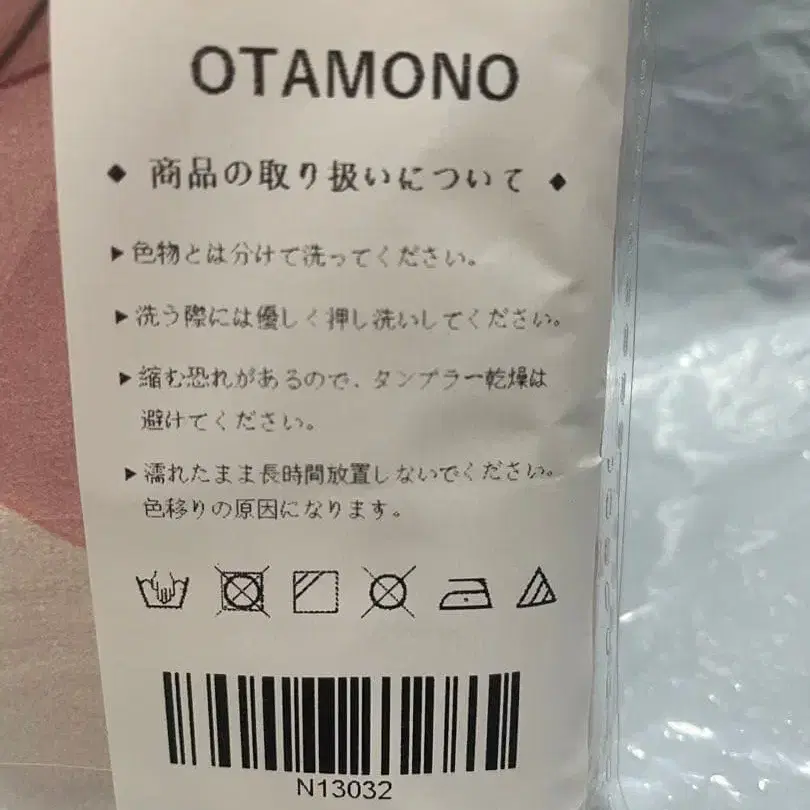 OTAMONO
◆ 商品の取り扱いについて ◆
▶色物とは分けて洗ってください。
▶洗う際には優しく押し洗いしてください。
▶縮む恐れがあるので、タンブラー乾燥は
避けてください。
▶濡れたまま長時間放置しないでください。
色移りの原因になります。
N13032